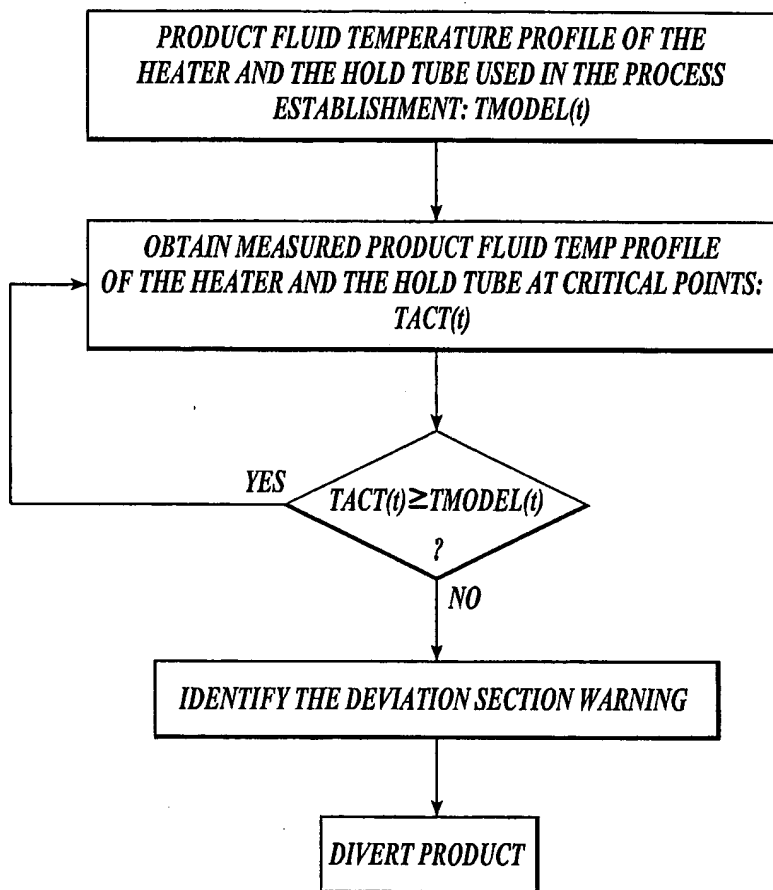 PRODUCT FLUID TEMPERATURE PROFILE OF THE
HEATER AND THE HOLD TUBE USED IN THE PROCESS
ESTABLISHMENT: TMODEL(t)
OBTAIN MEASURED PRODUCT FLUID TEMP PROFILE
OF THE HEATER AND THE HOLD TUBE AT CRITICAL POINTS:
TACT(t)
YES
TACT(t)≥TMODEL(t)
?
NO
IDENTIFY THE DEVIATION SECTION WARNING
DIVERT PRODUCT